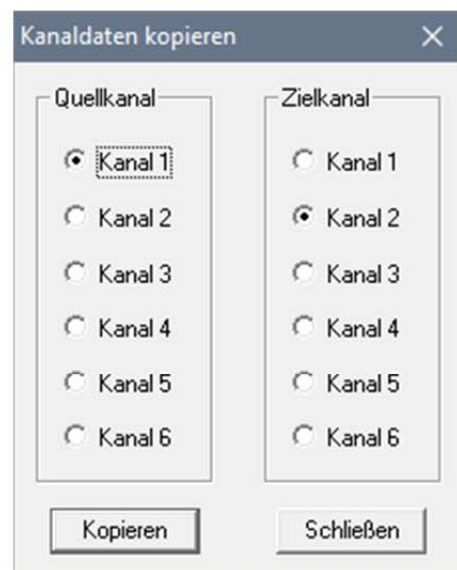 Kanaldaten kopieren
Quellkanal
Kanal 1
Kanal 2
Kanal 3
Kanal 4
Kanal 5
Kanal 6
Zielkanal
Kanal 1
Kanal 2
Kanal 3
Kanal 4
Kanal 5
Kanal 6
Kopieren
Schließen